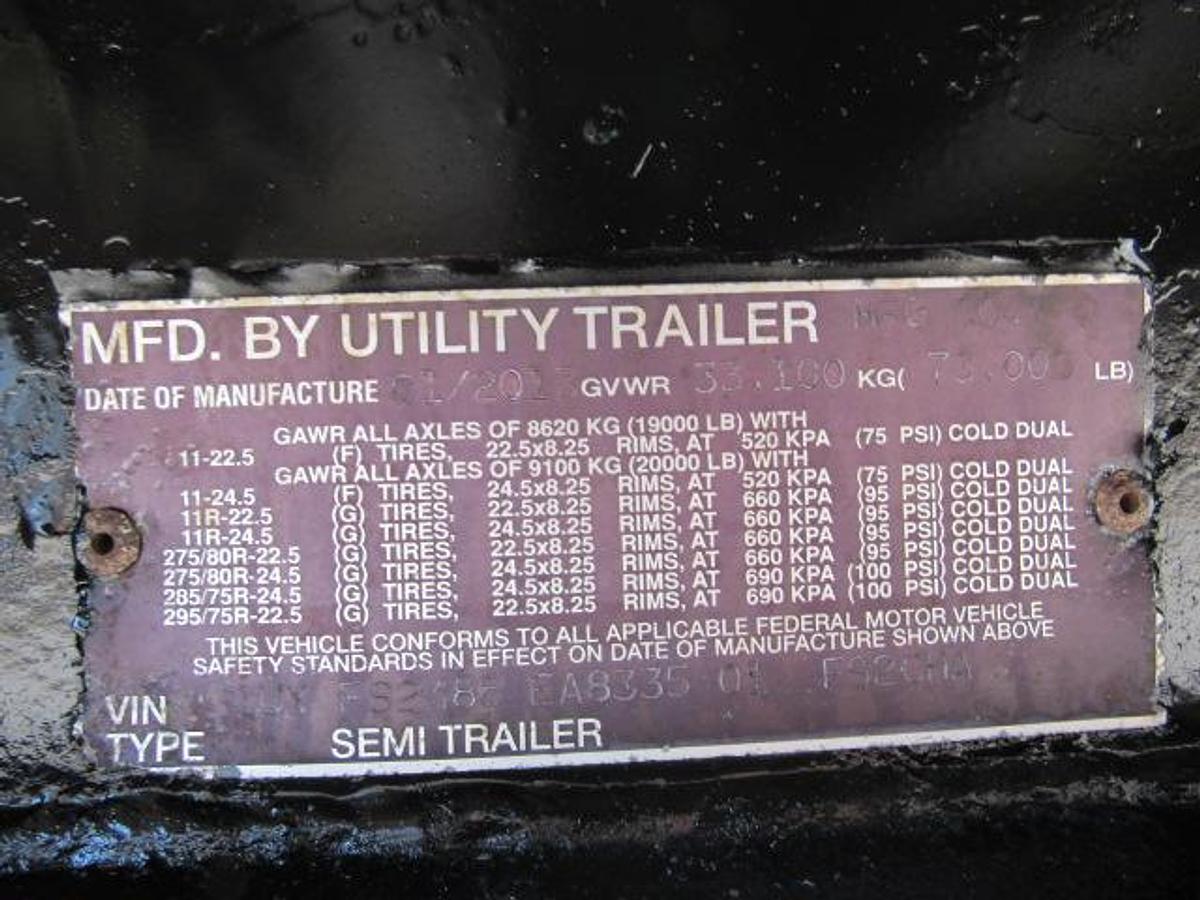 MFD. BY UTILITY TRAILER
DATE OF MANUFACTURE GVWR 33,100 KG( LB)
GAWR ALL AXLES OF 8620 KG (19000 LB) WITH
11-22.5 (F) TIRES, 22.5x8.25 RIMS, AT 520 KPA (75 PSI) COLD DUAL
GAWR ALL AXLES OF 9100 KG (20000 LB) WITH
11-24.5 (F) TIRES, 24.5x8.25 RIMS, AT 520 KPA (75 PSI) COLD DUAL
11R-22.5 (G) TIRES, 22.5x8.25 RIMS, AT 660 KPA (95 PSI) COLD DUAL
11R-24.5 (G) TIRES, 24.5x8.25 RIMS, AT 660 KPA (95 PSI) COLD DUAL
275/80R-22.5 (G) TIRES, 22.5x8.25 RIMS, AT 660 KPA (95 PSI) COLD DUAL
275/80R-24.5 (G) TIRES, 24.5x8.25 RIMS, AT 660 KPA (95 PSI) COLD DUAL
285/75R-24.5 (G) TIRES, 24.5x8.25 RIMS, AT 690 KPA (100 PSI) COLD DUAL
295/75R-22.5 (G) TIRES, 22.5x8.25 RIMS, AT 690 KPA (100 PSI) COLD DUAL
THIS VEHICLE CONFORMS TO ALL APPLICABLE FEDERAL MOTOR VEHICLE
SAFETY STANDARDS IN EFFECT ON DATE OF MANUFACTURE SHOWN ABOVE
VIN EA8335 01
TYPE SEMI TRAILER